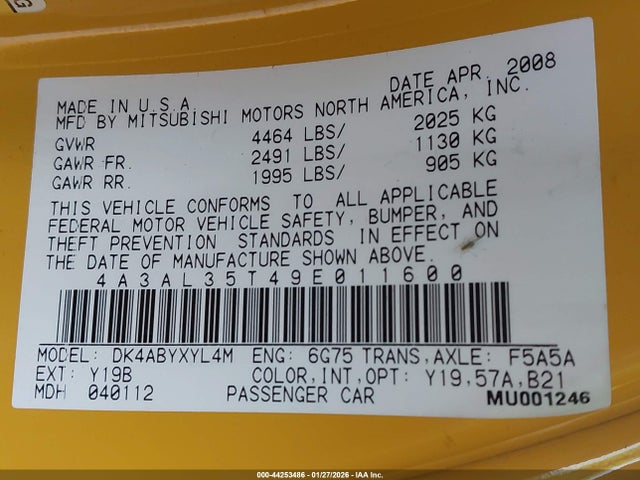 G
MADE IN U.S.A. DATE APR. 2008
MFD BY MITSUBISHI MOTORS NORTH AMERICA, INC.
GVWR 4464 LBS/ 2025 KG
GAWR FR. 2491 LBS/ 1130 KG
GAWR RR. 1995 LBS/ 905 KG
THIS VEHICLE CONFORMS TO ALL APPLICABLE
FEDERAL MOTOR VEHICLE SAFETY, BUMPER, AND
THEFT PREVENTION STANDARDS IN EFFECT ON
THE DATE OF MANUFACTURE SHOWN ABOVE.
4A3AL35T49E011600
MODEL: DK4ABYXYL4M ENG: 6G75 TRANS,AXLE: F5A5A
EXT: Y19B COLOR,INT,OPT: Y19,57A,B21
MDH 040112 PASSENGER CAR MU001246
000-44253486 - 01/27/2026 - IAA Inc.